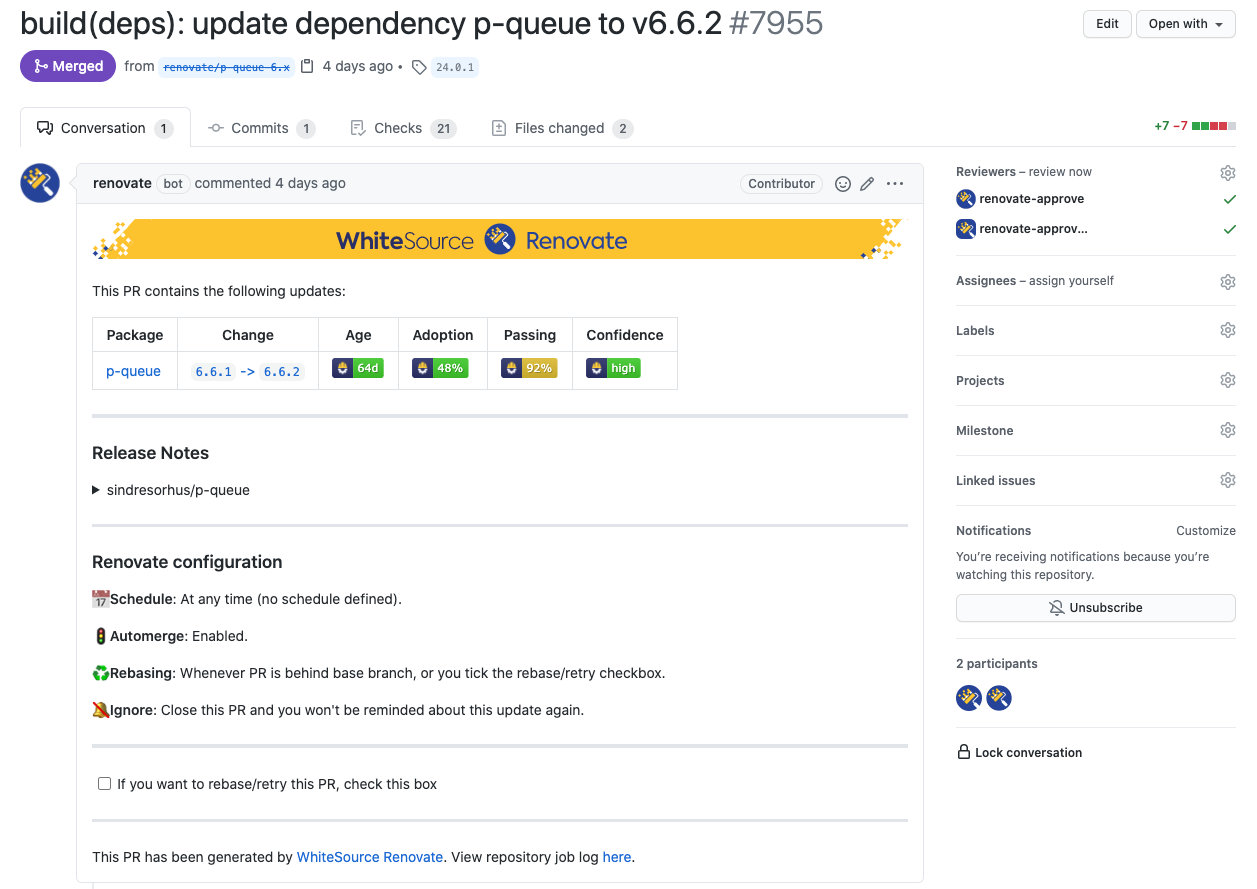 build(deps): update dependency p-queue to v6.6.2 #7955
Edit
Open with
Merged from renovate/p-queue-6.x 4 days ago • 24.0.1
Conversation 1
Commits 1
Checks 21
Files changed 2
+7 −7
renovate bot commented 4 days ago
Contributor
WhiteSource Renovate
This PR contains the following updates:
Package Change Age Adoption Passing Confidence
p-queue 6.6.1 -> 6.6.2 64d 48% 92% high
Release Notes
sindresorhus/p-queue
Renovate configuration
17 Schedule: At any time (no schedule defined).
Automerge: Enabled.
Rebasing: Whenever PR is behind base branch, or you tick the rebase/retry checkbox.
Ignore: Close this PR and you won't be reminded about this update again.
If you want to rebase/retry this PR, check this box
This PR has been generated by WhiteSource Renovate. View repository job log here.
Reviewers – review now
renovate-approve
renovate-approv...
Assignees – assign yourself
Labels
Projects
Milestone
Linked issues
Notifications Customize
You’re receiving notifications because you’re
watching this repository.
Unsubscribe
2 participants
Lock conversation